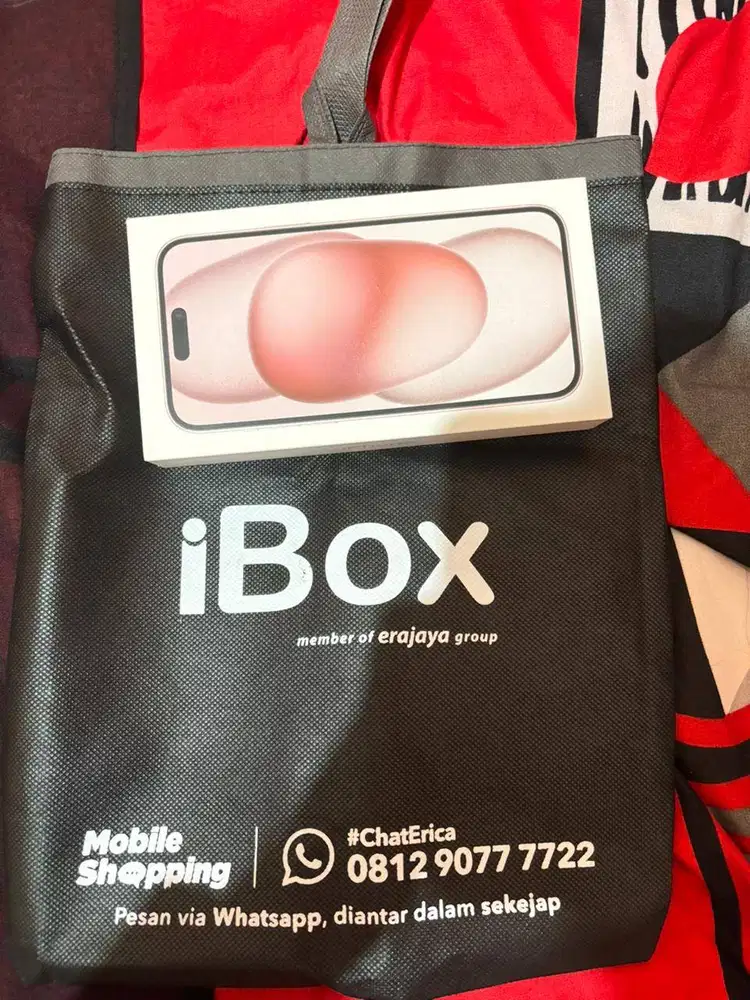 iBox
member of erajaya group
Mobile
Shopping
#ChatErica
0812 9077 7722
Pesan via Whatsapp, diantar dalam sekejap